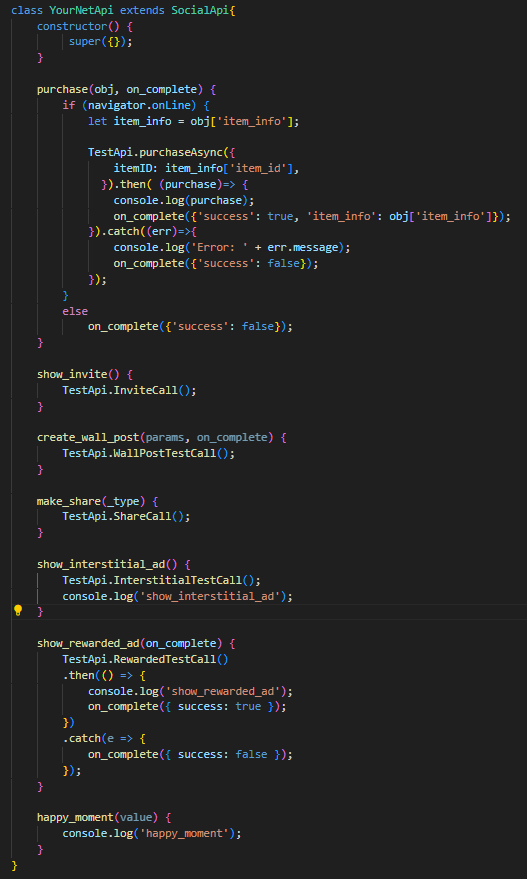 class YourNetApi extends SocialApi{
    constructor() {
         super({});
    }

    purchase(obj, on_complete) {
        if (navigator.onLine) {
            let item_info = obj['item_info'];

            TestApi.purchaseAsync({
                itemID: item_info['item_id'],
              }).then( (purchase)=> {
                console.log(purchase);
                on_complete({'success': true, 'item_info': obj['item_info']});
            }).catch((err)=>{
                console.log('Error: ' + err.message);
                on_complete({'success': false});
            });
        }
        else
            on_complete({'success': false});
    }

    show_invite() {
        TestApi.InviteCall();
    }

    create_wall_post(params, on_complete) {
        TestApi.WallPostTestCall();
    }

    make_share(_type) {
        TestApi.ShareCall();
    }

    show_interstitial_ad() {
        TestApi.InterstitialTestCall();
        console.log('show_interstitial_ad');
    }

    show_rewarded_ad(on_complete) {
        TestApi.RewardedTestCall()
        .then(() => {
            console.log('show_rewarded_ad');
            on_complete({ success: true });
        })
        .catch(e => {
            on_complete({ success: false });
        });
    }

    happy_moment(value) {
        console.log('happy_moment');
    }
}